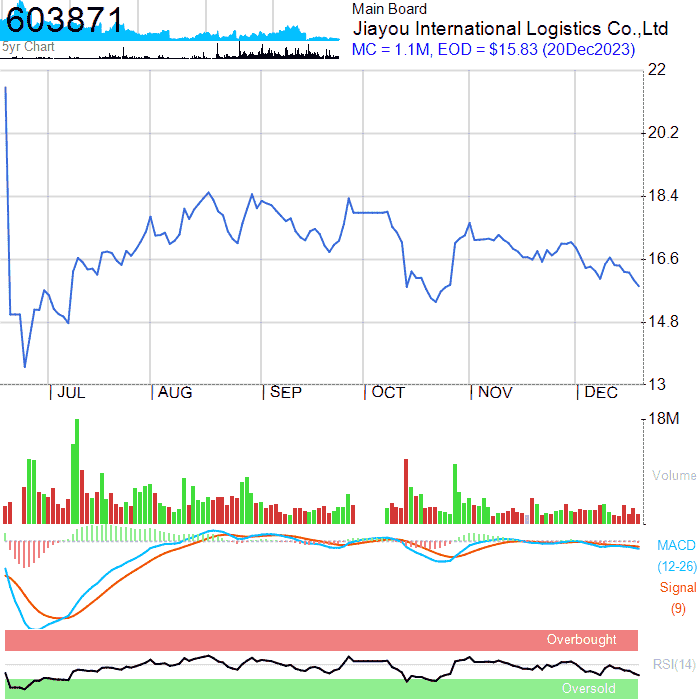 603871
5yr Chart
Main Board
Jiayou International Logistics Co.,Ltd
MC = 1.1M, EOD = $15.83 (20Dec2023)
22
20.2
18.4
16.6
14.8
13
JUL AUG SEP OCT NOV DEC
18M
Volume
MACD
(12-26)
Signal
(9)
Overbought
RSI(14)
Oversold